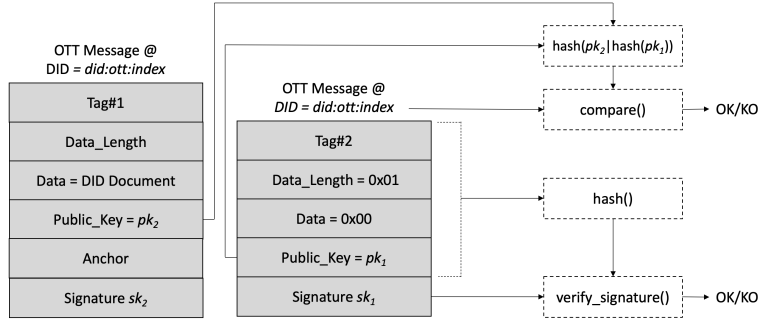 OTT Message @
DID = did:ott:index
Tag#1
Data_Length
Data = DID Document
Public_Key = pk₂
Anchor
Signature sk₂
OTT Message @
DID = did:ott:index
Tag#2
Data_Length = 0x01
Data = 0x00
Public_Key = pk₁
Signature sk₁
hash(pk₂|hash(pk₁))
compare()
OK/KO
hash()
verify_signature()
OK/KO